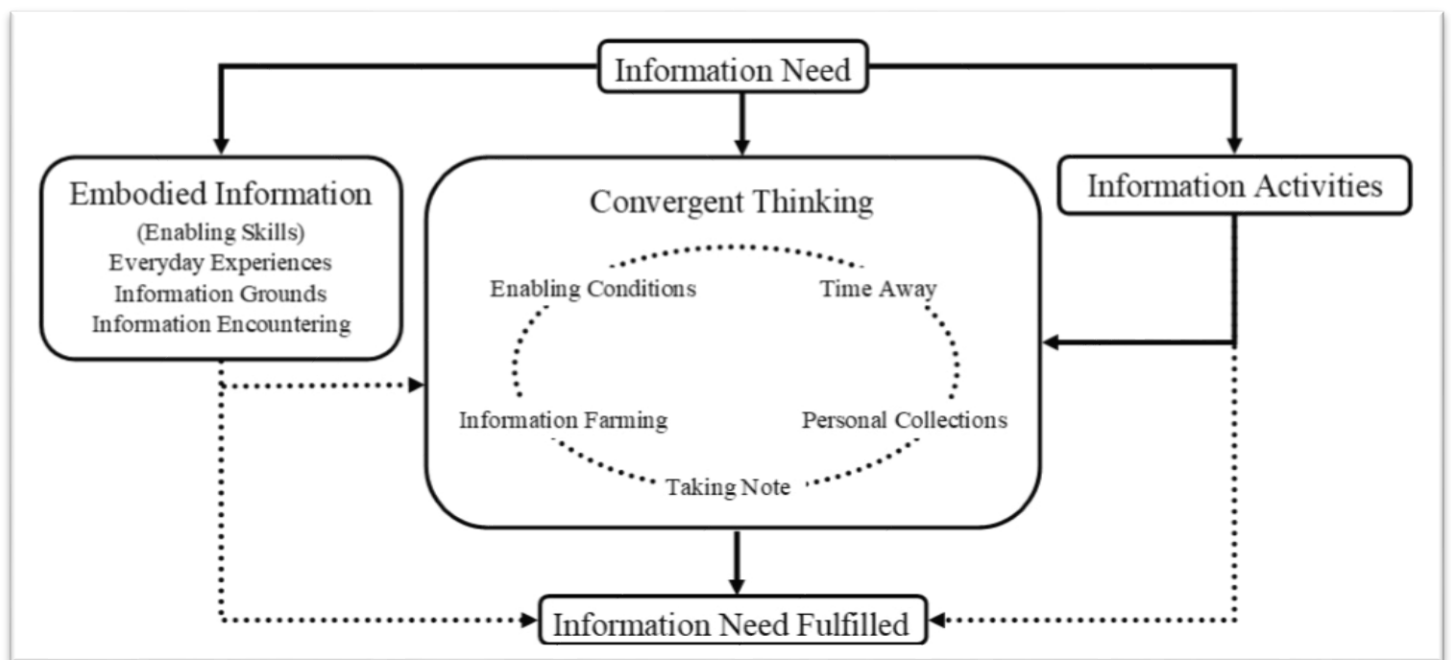 Information Need
Embodied Information
(Enabling Skills)
Everyday Experiences
Information Grounds
Information Encountering
Convergent Thinking
Enabling Conditions
Time Away
Information Farming
Personal Collections
Taking Note
Information Activities
Information Need Fulfilled